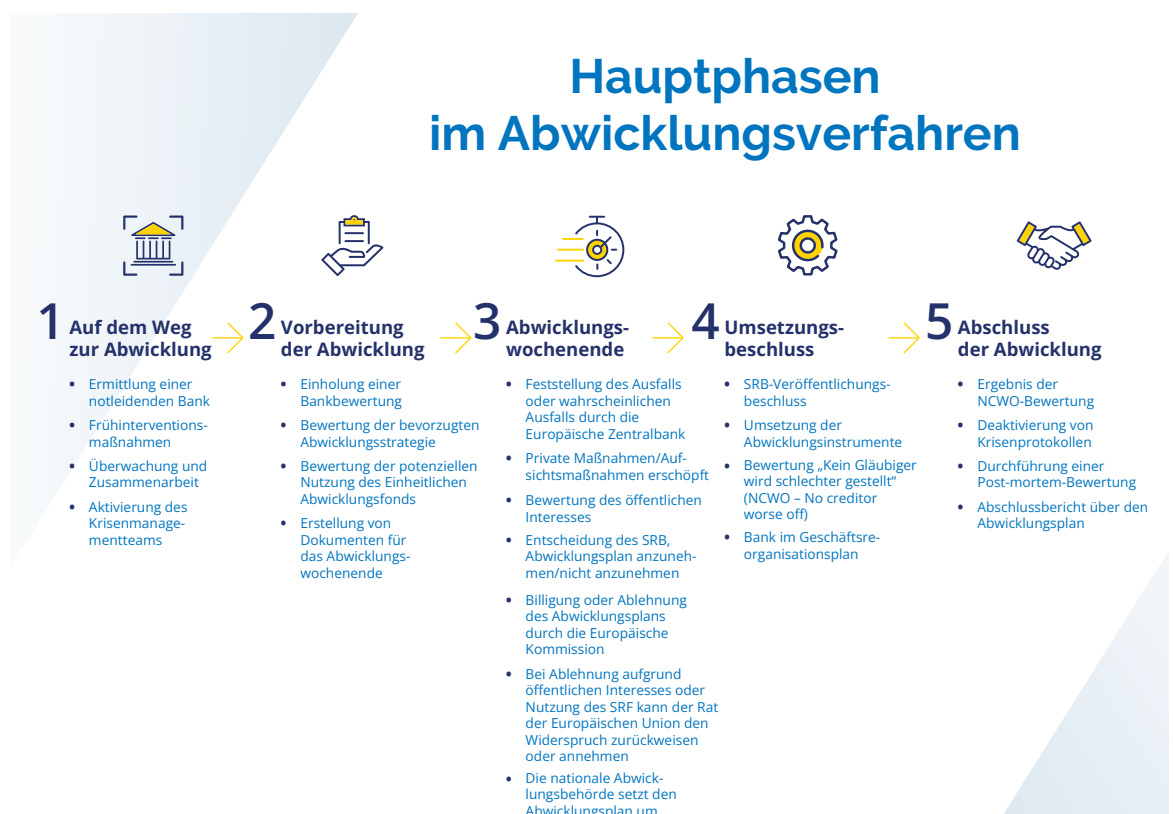 Hauptphasen
im Abwicklungsverfahren
1 Auf dem Weg
zur Abwicklung
• Ermittlung einer
notleidenden Bank
• Frühinterventions-
maßnahmen
• Überwachung und
Zusammenarbeit
• Aktivierung des
Krisenmanage-
mentteams
2 Vorbereitung
der Abwicklung
• Einholung einer
Bankbewertung
• Bewertung der bevorzugten
Abwicklungsstrategie
• Bewertung der potenziellen
Nutzung des Einheitlichen
Abwicklungsfonds
• Erstellung von
Dokumenten für
das Abwicklungs-
wochenende
3 Abwicklungs-
wochenende
• Feststellung des Ausfalls
oder wahrscheinlichen
Ausfalls durch die
Europäische Zentralbank
• Private Maßnahmen/Auf-
sichtsmaßnahmen erschöpft
• Bewertung des öffentlichen
Interesses
• Entscheidung des SRB,
Abwicklungsplan anzuneh-
men/nicht anzunehmen
• Billigung oder Ablehnung
des Abwicklungsplans
durch die Europäische
Kommission
• Bei Ablehnung aufgrund
öffentlichen Interesses oder
Nutzung des SRF kann der Rat
der Europäischen Union den
Widerspruch zurückweisen
oder annehmen
• Die nationale Abwick-
lungsbehörde setzt den
Abwicklungsplan um
4 Umsetzungs-
beschluss
• SRB-Veröffentlichungs-
beschluss
• Umsetzung der
Abwicklungsinstrumente
• Bewertung „Kein Gläubiger
wird schlechter gestellt“
(NCWO – No creditor
worse off)
• Bank im Geschäftsre-
organisationsplan
5 Abschluss
der Abwicklung
• Ergebnis der
NCWO-Bewertung
• Deaktivierung von
Krisenprotokollen
• Durchführung einer
Post-mortem-Bewertung
• Abschlussbericht über den
Abwicklungsplan